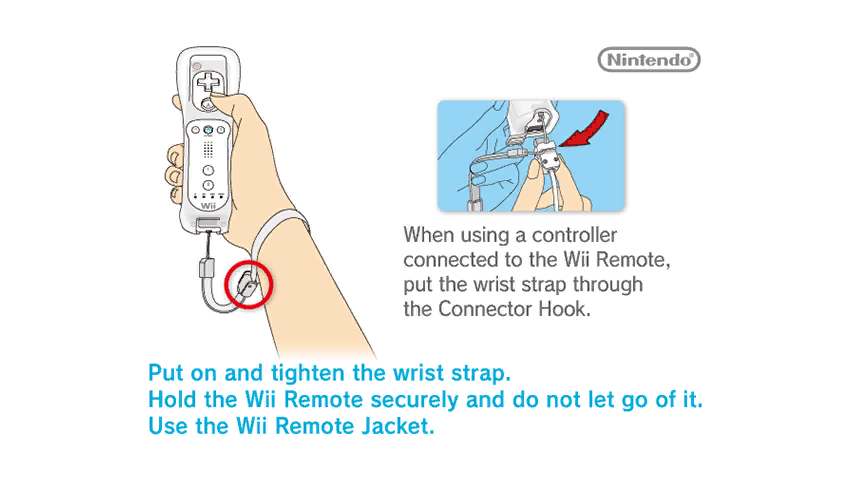 Nintendo®
Wii
When using a controller
connected to the Wii Remote,
put the wrist strap through
the Connector Hook.
Put on and tighten the wrist strap.
Hold the Wii Remote securely and do not let go of it.
Use the Wii Remote Jacket.